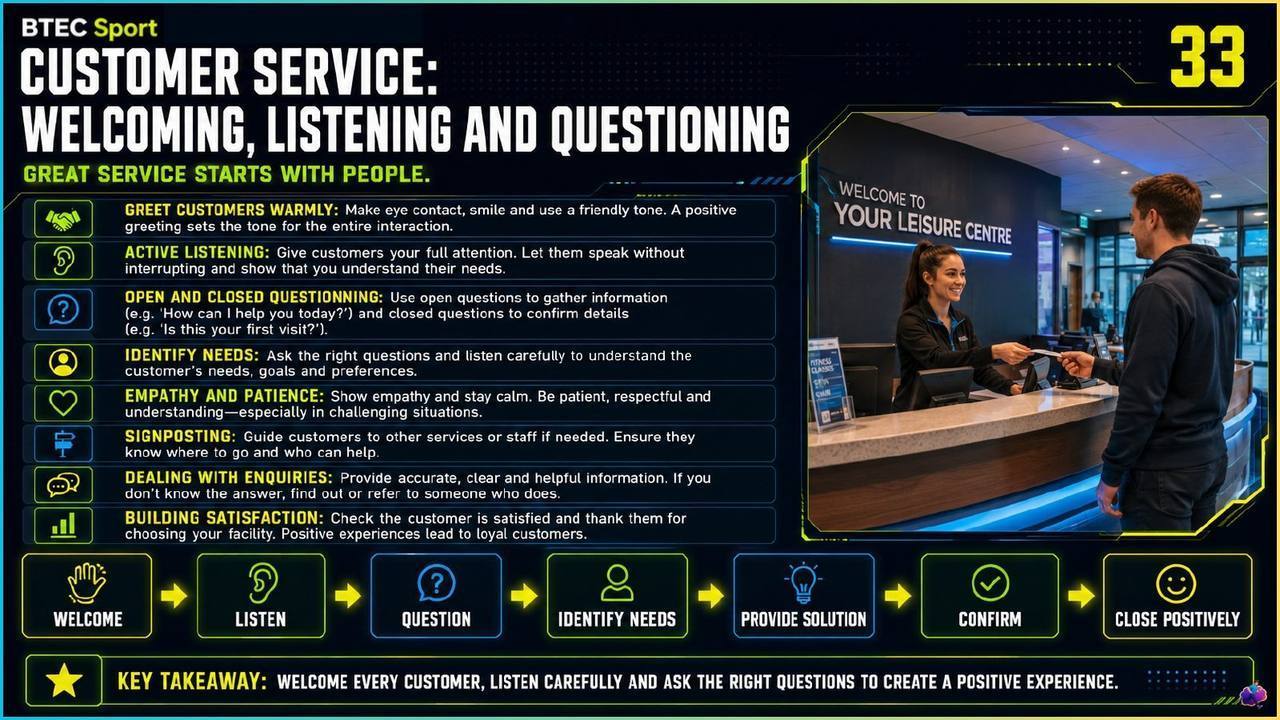 BTEC Sport
33
CUSTOMER SERVICE:
WELCOMING, LISTENING AND QUESTIONING
GREAT SERVICE STARTS WITH PEOPLE.
GREET CUSTOMERS WARMLY: Make eye contact, smile and use a friendly tone. A positive
greeting sets the tone for the entire interaction.
ACTIVE LISTENING: Give customers your full attention. Let them speak without
interrupting and show that you understand their needs.
OPEN AND CLOSED QUESTIONNING: Use open questions to gather information
(e.g. 'How can I help you today?') and closed questions to confirm details
(e.g. 'Is this your first visit?').
IDENTIFY NEEDS: Ask the right questions and listen carefully to understand the
customer's needs, goals and preferences.
EMPATHY AND PATIENCE: Show empathy and stay calm. Be patient, respectful and
understanding—especially in challenging situations.
SIGNPOSTING: Guide customers to other services or staff if needed. Ensure they
know where to go and who can help.
DEALING WITH ENQUIRIES: Provide accurate, clear and helpful information. If you
don't know the answer, find out or refer to someone who does.
BUILDING SATISFACTION: Check the customer is satisfied and thank them for
choosing your facility. Positive experiences lead to loyal customers.
WELCOME TO
YOUR LEISURE CENTRE
FITNESS
CLASSES
WELCOME
LISTEN
QUESTION
IDENTIFY NEEDS
PROVIDE SOLUTION
CONFIRM
CLOSE POSITIVELY
KEY TAKEAWAY: WELCOME EVERY CUSTOMER, LISTEN CAREFULLY AND ASK THE RIGHT QUESTIONS TO CREATE A POSITIVE EXPERIENCE.